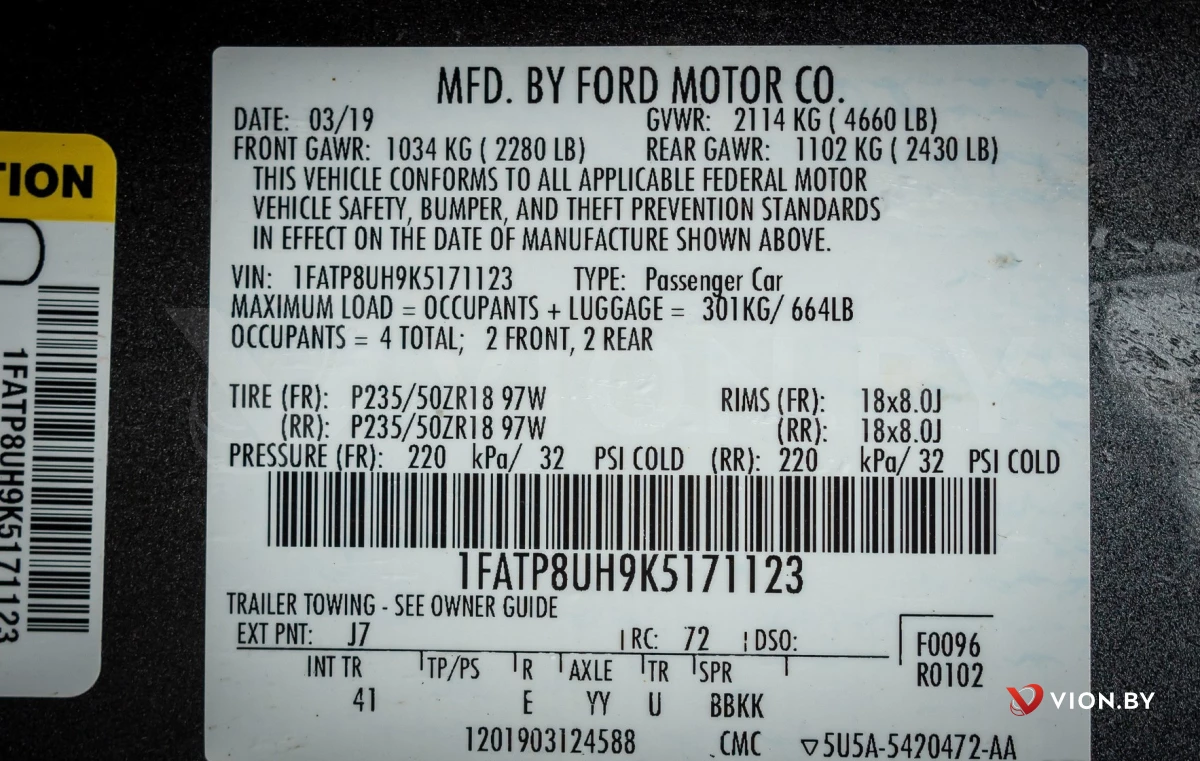 MFD. BY FORD MOTOR CO.
DATE: 03/19 GVWR: 2114 KG ( 4660 LB)
FRONT GAWR: 1034 KG ( 2280 LB) REAR GAWR: 1102 KG ( 2430 LB)
THIS VEHICLE CONFORMS TO ALL APPLICABLE FEDERAL MOTOR
VEHICLE SAFETY, BUMPER, AND THEFT PREVENTION STANDARDS
IN EFFECT ON THE DATE OF MANUFACTURE SHOWN ABOVE.
VIN: 1FATP8UH9K5171123 TYPE: Passenger Car
MAXIMUM LOAD = OCCUPANTS + LUGGAGE = 301KG/ 664LB
OCCUPANTS = 4 TOTAL; 2 FRONT, 2 REAR
TIRE (FR): P235/50ZR18 97W RIMS (FR): 18x8.0J
(RR): P235/50ZR18 97W (RR): 18x8.0J
PRESSURE (FR): 220 kPa/ 32 PSI COLD (RR): 220 kPa/ 32 PSI COLD
1FATP8UH9K5171123
TRAILER TOWING - SEE OWNER GUIDE
EXT PNT: J7 RC: 72 DSO:
F0096
R0102
INT TR TP/PS R AXLE TR SPR
41 E YY U BBKK
1201903124588 CMC ▽5U5A-5420472-AA
TION
1FATP8UH9K5171123
VION.BY
VION.BY